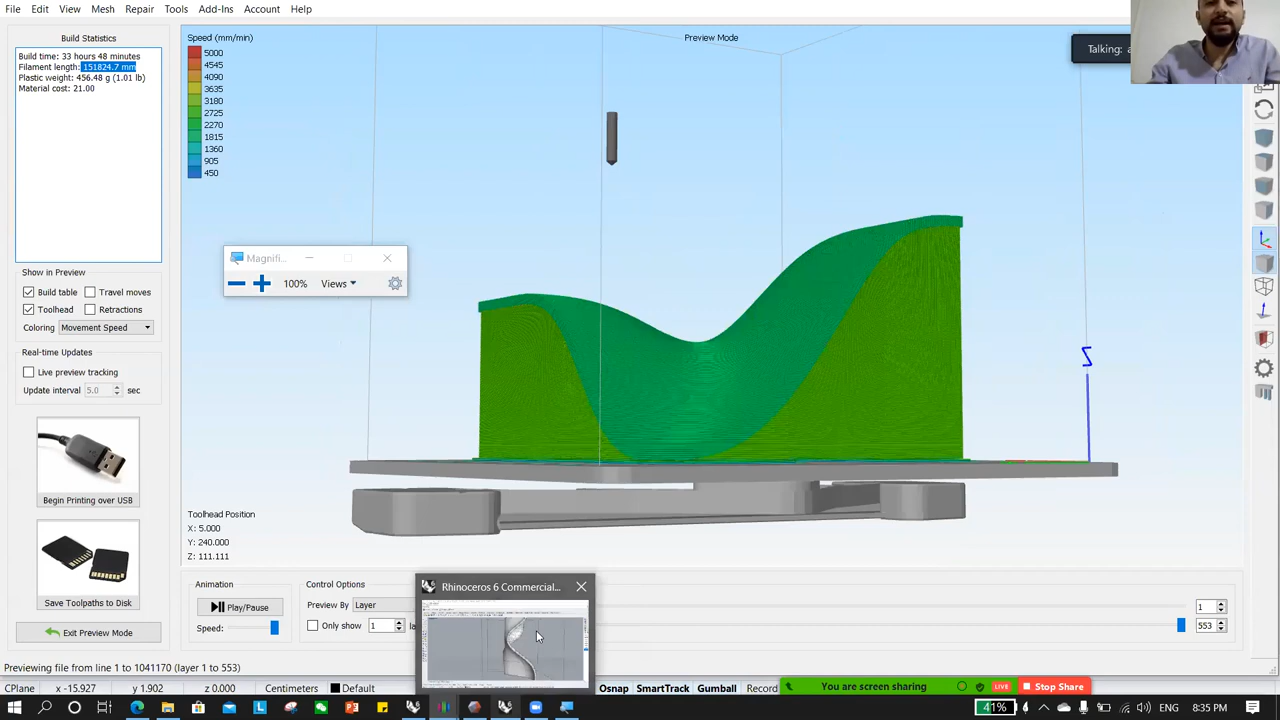 File Edit View Mesh Repair Tools Add-Ins Account Help
Build Statistics
Build time: 33 hours 48 minutes
Filament length: 151824.7 mm
Plastic weight: 456.48 g (1.01 lb)
Material cost: 21.00
Show in Preview
Build table Travel moves
Toolhead Retractions
Coloring Movement Speed
Real-time Updates
Live preview tracking
Update interval 5.0 sec
Begin Printing over USB
Save Toolpaths to Disk
Exit Preview Mode
Speed (mm/min)
5000
4545
4090
3635
3180
2725
2270
1815
1360
905
450
Preview Mode
Talking:
Magnifi...
100% Views
Z
Toolhead Position
X: 5.000
Y: 240.000
Z: 111.111
Animation
Play/Pause
Speed:
Control Options
Preview By Layer
Only show 1
1
553
Rhinoceros 6 Commercial...
Previewing file from line 1 to 1041170 (layer 1 to 553)
CPlane X -15.927 Y 1.902 Z 0.000 Centimeters Default Osnap SmartTrack Gumball Record
You are screen sharing LIVE Stop Share
41% ENG 8:35 PM